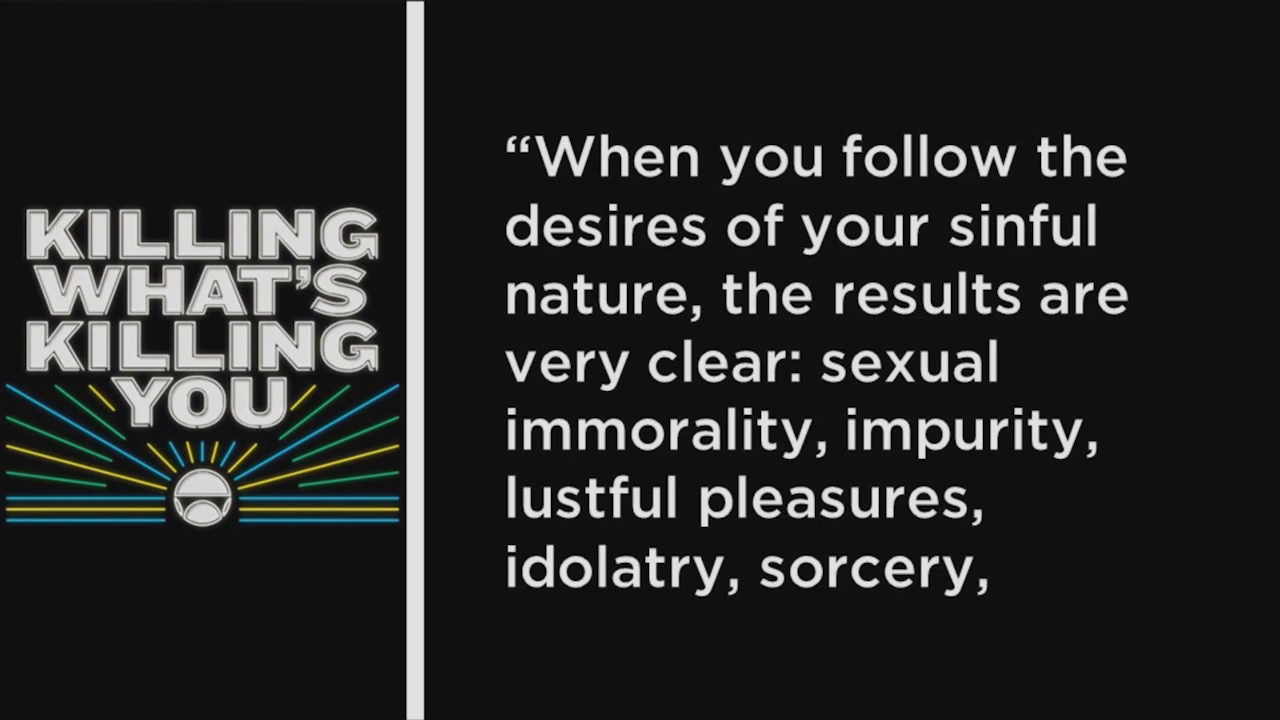 KILLING
WHAT'S
KILLING
YOU
“When you follow the
desires of your sinful
nature, the results are
very clear: sexual
immorality, impurity,
lustful pleasures,
idolatry, sorcery,